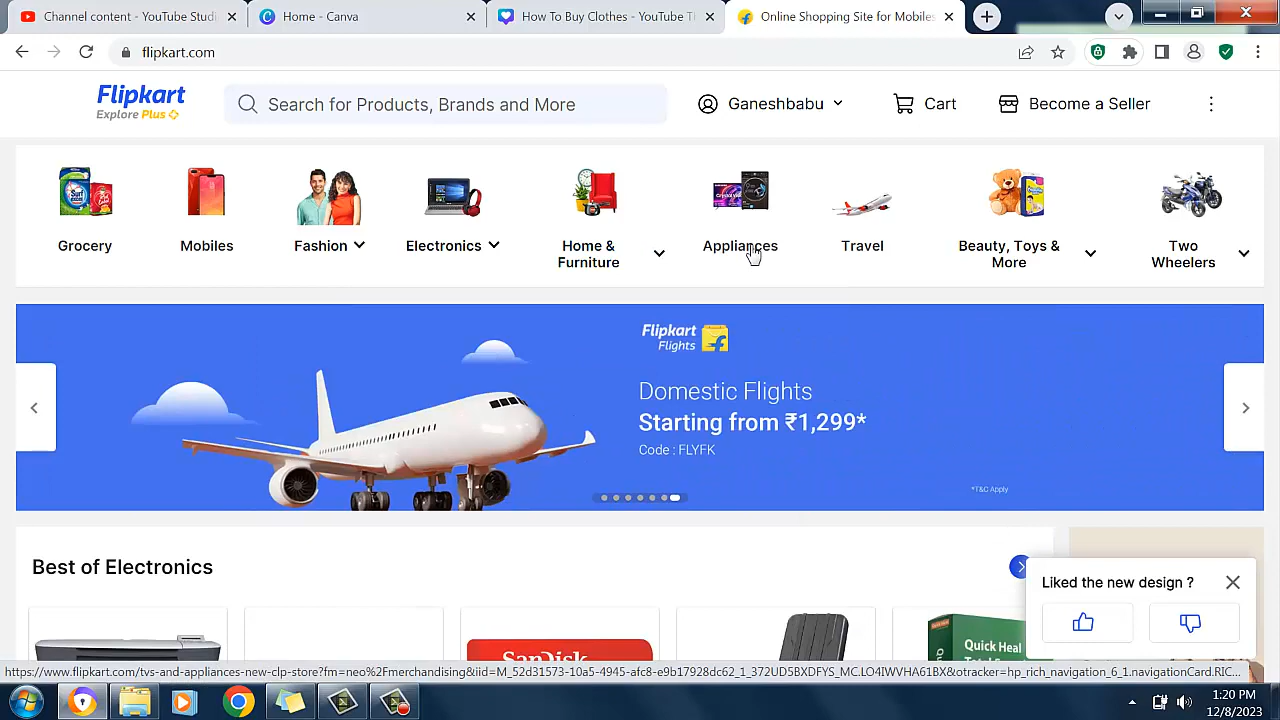 Channel content - YouTube Studi
Home - Canva
How To Buy Clothes - YouTube T
Online Shopping Site for Mobiles
flipkart.com
Flipkart
Explore Plus
Search for Products, Brands and More
Ganeshbabu
Cart
Become a Seller
Grocery
Mobiles
Fashion
Electronics
Home &
Furniture
Appliances
Travel
Beauty, Toys &
More
Two
Wheelers
Flipkart
Flights
Domestic Flights
Starting from ₹1,299*
Code : FLYFK
*T&C Apply
Best of Electronics
Liked the new design ?
SanDisk
Quick Heal
https://www.flipkart.com/tvs-and-appliances-new-clp-store?fm=neo%2Fmerchandising&iid=M_52d31573-10a5-4945-afc8-e9b17928dc62_1_372UD5BXDFYS_MC.LO4IWVHA61BX&otracker=hp_rich_navigation_6_1.navigationCard.RIC...
1:20 PM
12/8/2023